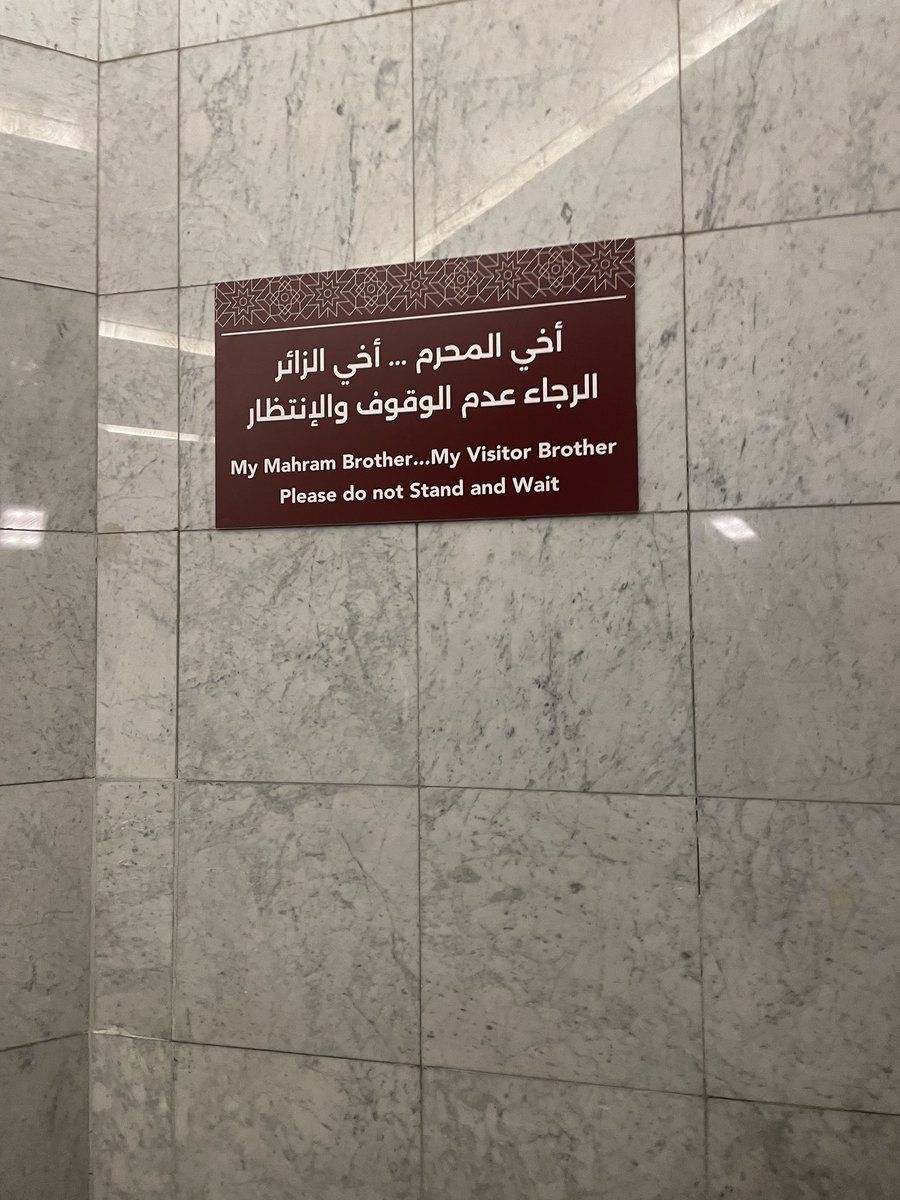 أخي المحرم ... أخي الزائر
الرجاء عدم الوقوف والإنتظار
My Mahram Brother...My Visitor Brother
Please do not Stand and Wait